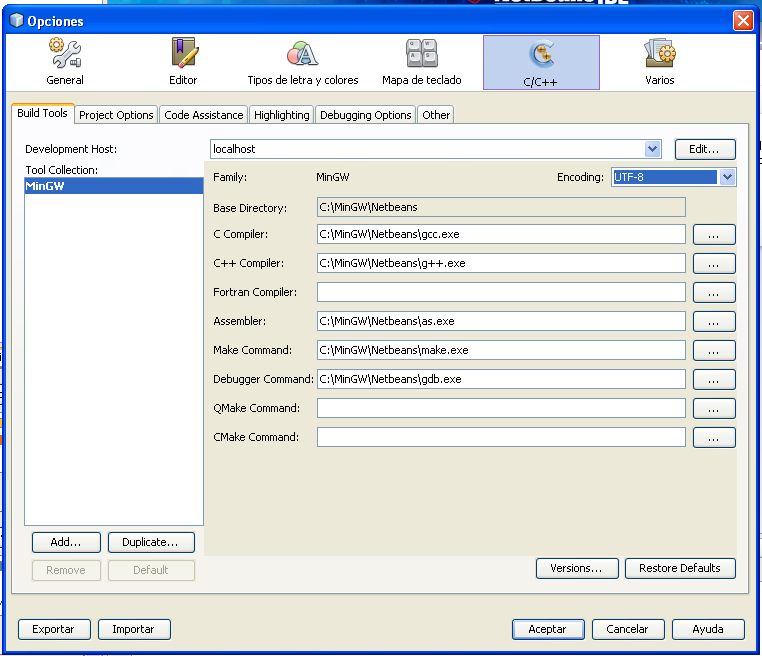 Opciones
General
Editor
Tipos de letra y colores
Mapa de teclado
C/C++
Varios
Build Tools
Project Options
Code Assistance
Highlighting
Debugging Options
Other
Development Host:
localhost
Edit...
Tool Collection:
MinGW
Family:
MinGW
Encoding:
UTF-8
Base Directory:
C:\MinGW\Netbeans
C Compiler:
C:\MinGW\Netbeans\gcc.exe
...
C++ Compiler:
C:\MinGW\Netbeans\g++.exe
...
Fortran Compiler:
...
Assembler:
C:\MinGW\Netbeans\as.exe
...
Make Command:
C:\MinGW\Netbeans\make.exe
...
Debugger Command:
C:\MinGW\Netbeans\gdb.exe
...
QMake Command:
...
CMake Command:
...
Add...
Duplicate...
Remove
Default
Versions...
Restore Defaults
Exportar
Importar
Aceptar
Cancelar
Ayuda